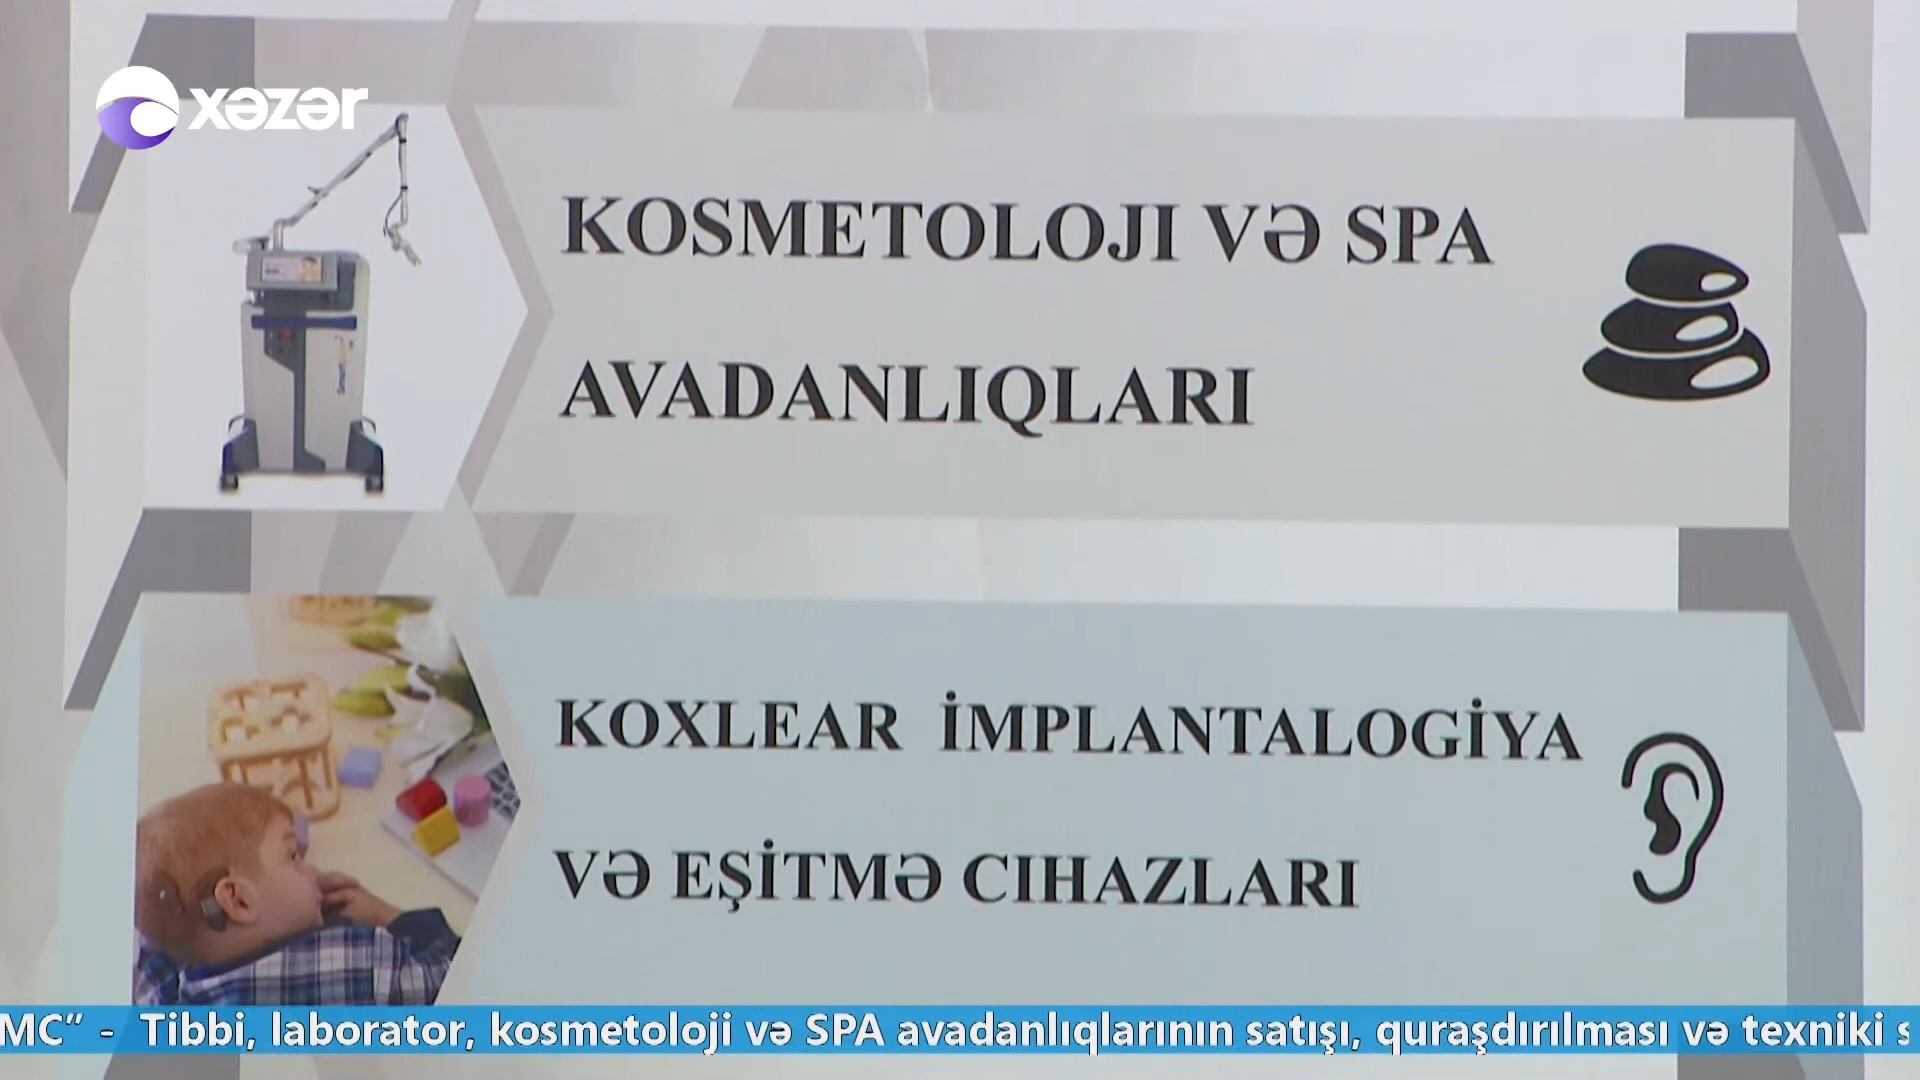 xəzər
KOSMETOLOJI VƏ SPA
AVADANLIQLARI
KOXLEAR İMPLANTALOGİYA
VƏ EŞİTMƏ CIHAZLARI
MC” - Tibbi, laborator, kosmetoloji və SPA avadanlıqlarının satışı, quraşdırılması və texniki s